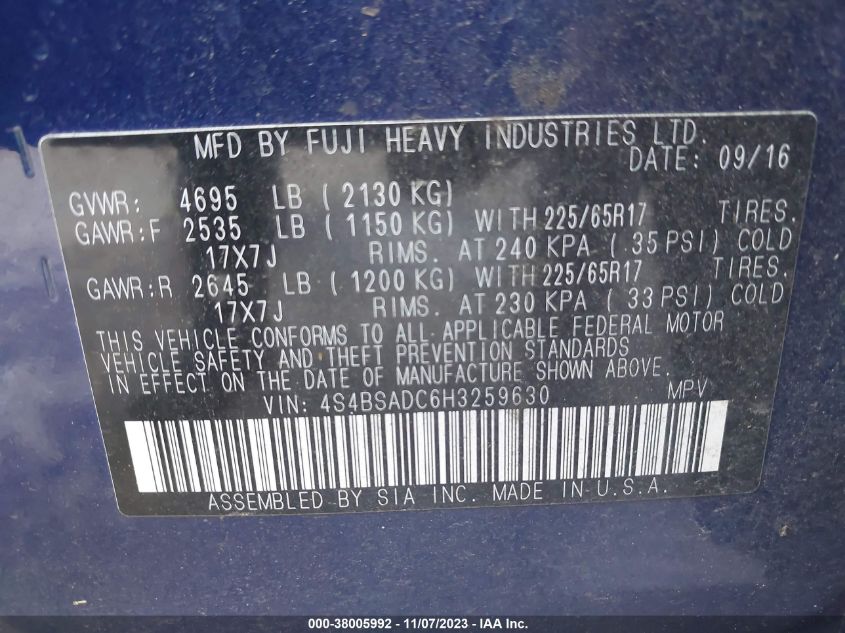 MFD BY FUJI HEAVY INDUSTRIES LTD.
DATE: 09/16
GVWR: 4695 LB ( 2130 KG)
GAWR:F 2535 LB ( 1150 KG) WITH 225/65R17 TIRES.
17X7J RIMS. AT 240 KPA ( 35 PSI) COLD
GAWR:R 2645 LB ( 1200 KG) WITH 225/65R17 TIRES.
17X7J RIMS. AT 230 KPA ( 33 PSI) COLD
THIS VEHICLE CONFORMS TO ALL APPLICABLE FEDERAL MOTOR
VEHICLE SAFETY AND THEFT PREVENTION STANDARDS
IN EFFECT ON THE DATE OF MANUFACTURE SHOWN ABOVE.
VIN: 4S4BSADC6H3259630 MPV
ASSEMBLED BY SIA INC. MADE IN U.S.A.
000-38005992 - 11/07/2023 - IAA Inc.